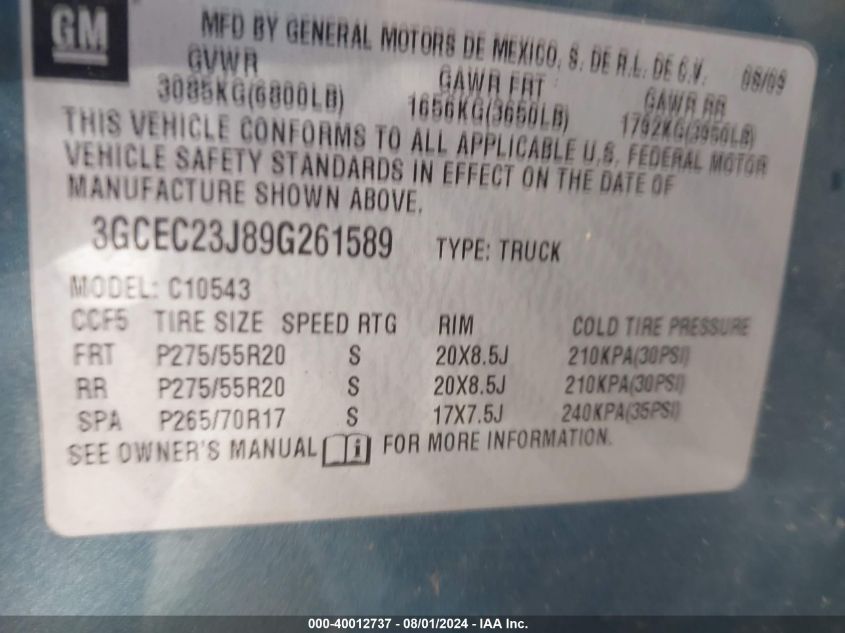 GM
MFD BY GENERAL MOTORS DE MEXICO, S. DE R.L. DE C.V. 08/09
GVWR GAWR FRT GAWR RR
3085KG(6800LB) 1656KG(3650LB) 1792KG(3950LB)
THIS VEHICLE CONFORMS TO ALL APPLICABLE U.S. FEDERAL MOTOR
VEHICLE SAFETY STANDARDS IN EFFECT ON THE DATE OF
MANUFACTURE SHOWN ABOVE.
3GCEC23J89G261589 TYPE: TRUCK
MODEL: C10543
CCF5 TIRE SIZE SPEED RTG RIM COLD TIRE PRESSURE
FRT P275/55R20 S 20X8.5J 210KPA(30PSI)
RR P275/55R20 S 20X8.5J 210KPA(30PSI)
SPA P265/70R17 S 17X7.5J 240KPA(35PSI)
SEE OWNER'S MANUAL i FOR MORE INFORMATION.
000-40012737 - 08/01/2024 - IAA Inc.